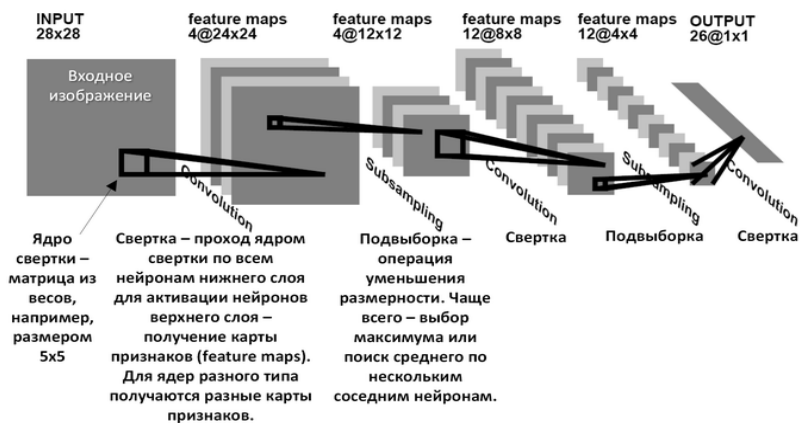 INPUT
28x28
feature maps
4@24x24
feature maps
4@12x12
feature maps
12@8x8
feature maps
12@4x4
OUTPUT
26@1x1
Входное
изображение
Convolution
Subsampling
Convolution
Subsampling
Convolution
Ядро
свертки –
матрица из
весов,
например,
размером
5x5
Свертка – проход ядром
свертки по всем
нейронам нижнего слоя
для активации нейронов
верхнего слоя –
получение карты
признаков (feature maps).
Для ядер разного типа
получаются разные карты
признаков.
Подвыборка –
операция
уменьшения
размерности. Чаще
всего – выбор
максимума или
поиск среднего по
нескольким
соседним нейронам.
Свертка
Подвыборка
Свертка